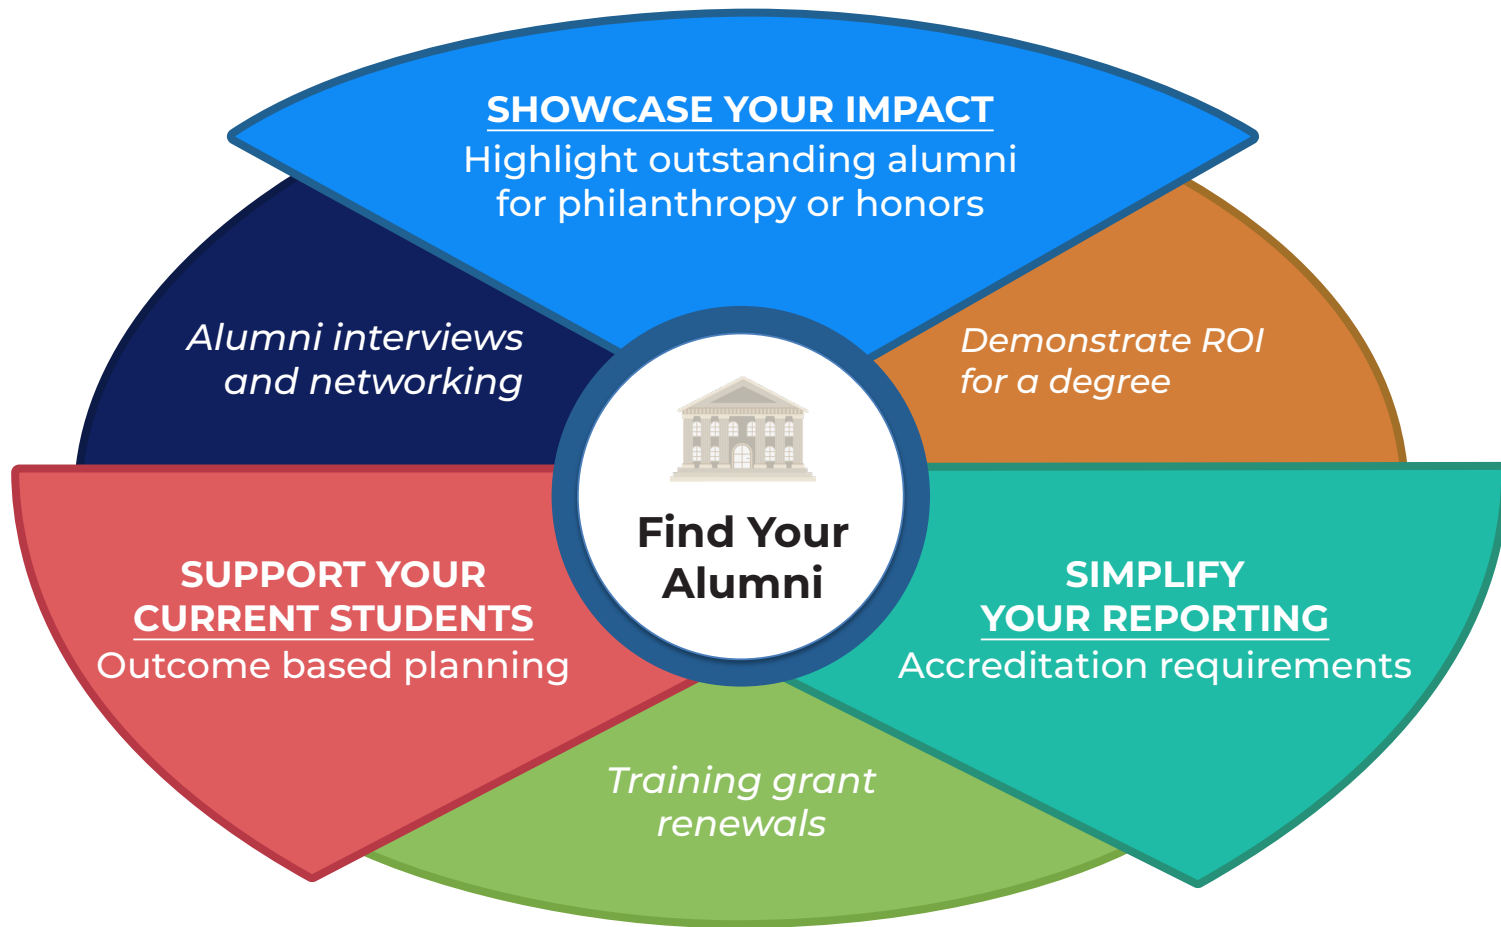 SHOWCASE YOUR IMPACT
Highlight outstanding alumni
for philanthropy or honors
Alumni interviews
and networking
Demonstrate ROI
for a degree
Find Your
Alumni
SUPPORT YOUR
CURRENT STUDENTS
Outcome based planning
SIMPLIFY
YOUR REPORTING
Accreditation requirements
Training grant
renewals